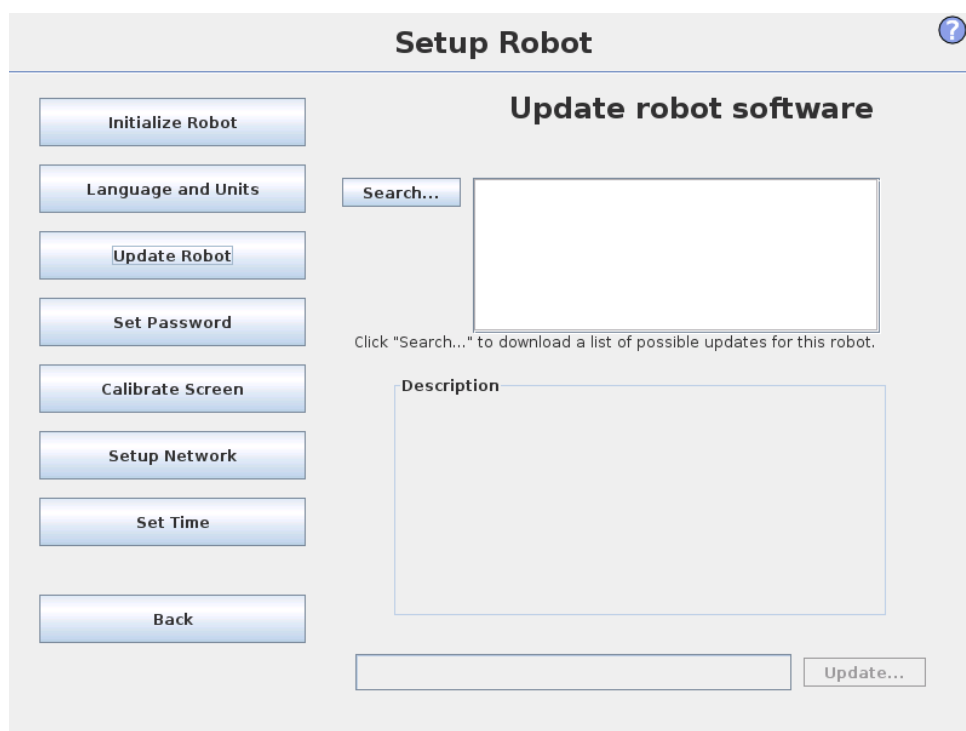 Setup Robot
?
Initialize Robot
Language and Units
Update Robot
Set Password
Calibrate Screen
Setup Network
Set Time
Back
Update robot software
Search...
Click "Search..." to download a list of possible updates for this robot.
Description
Update...